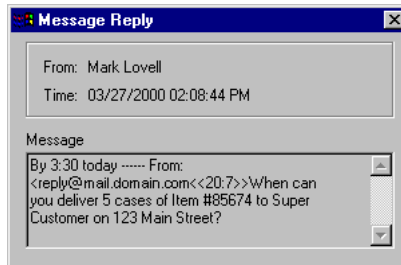 Message Reply
From: Mark Lovell
Time: 03/27/2000 02:08:44 PM
Message
By 3:30 today ------ From:
<reply@mail.domain.com<<20:7>>When can
you deliver 5 cases of Item #85674 to Super
Customer on 123 Main Street?